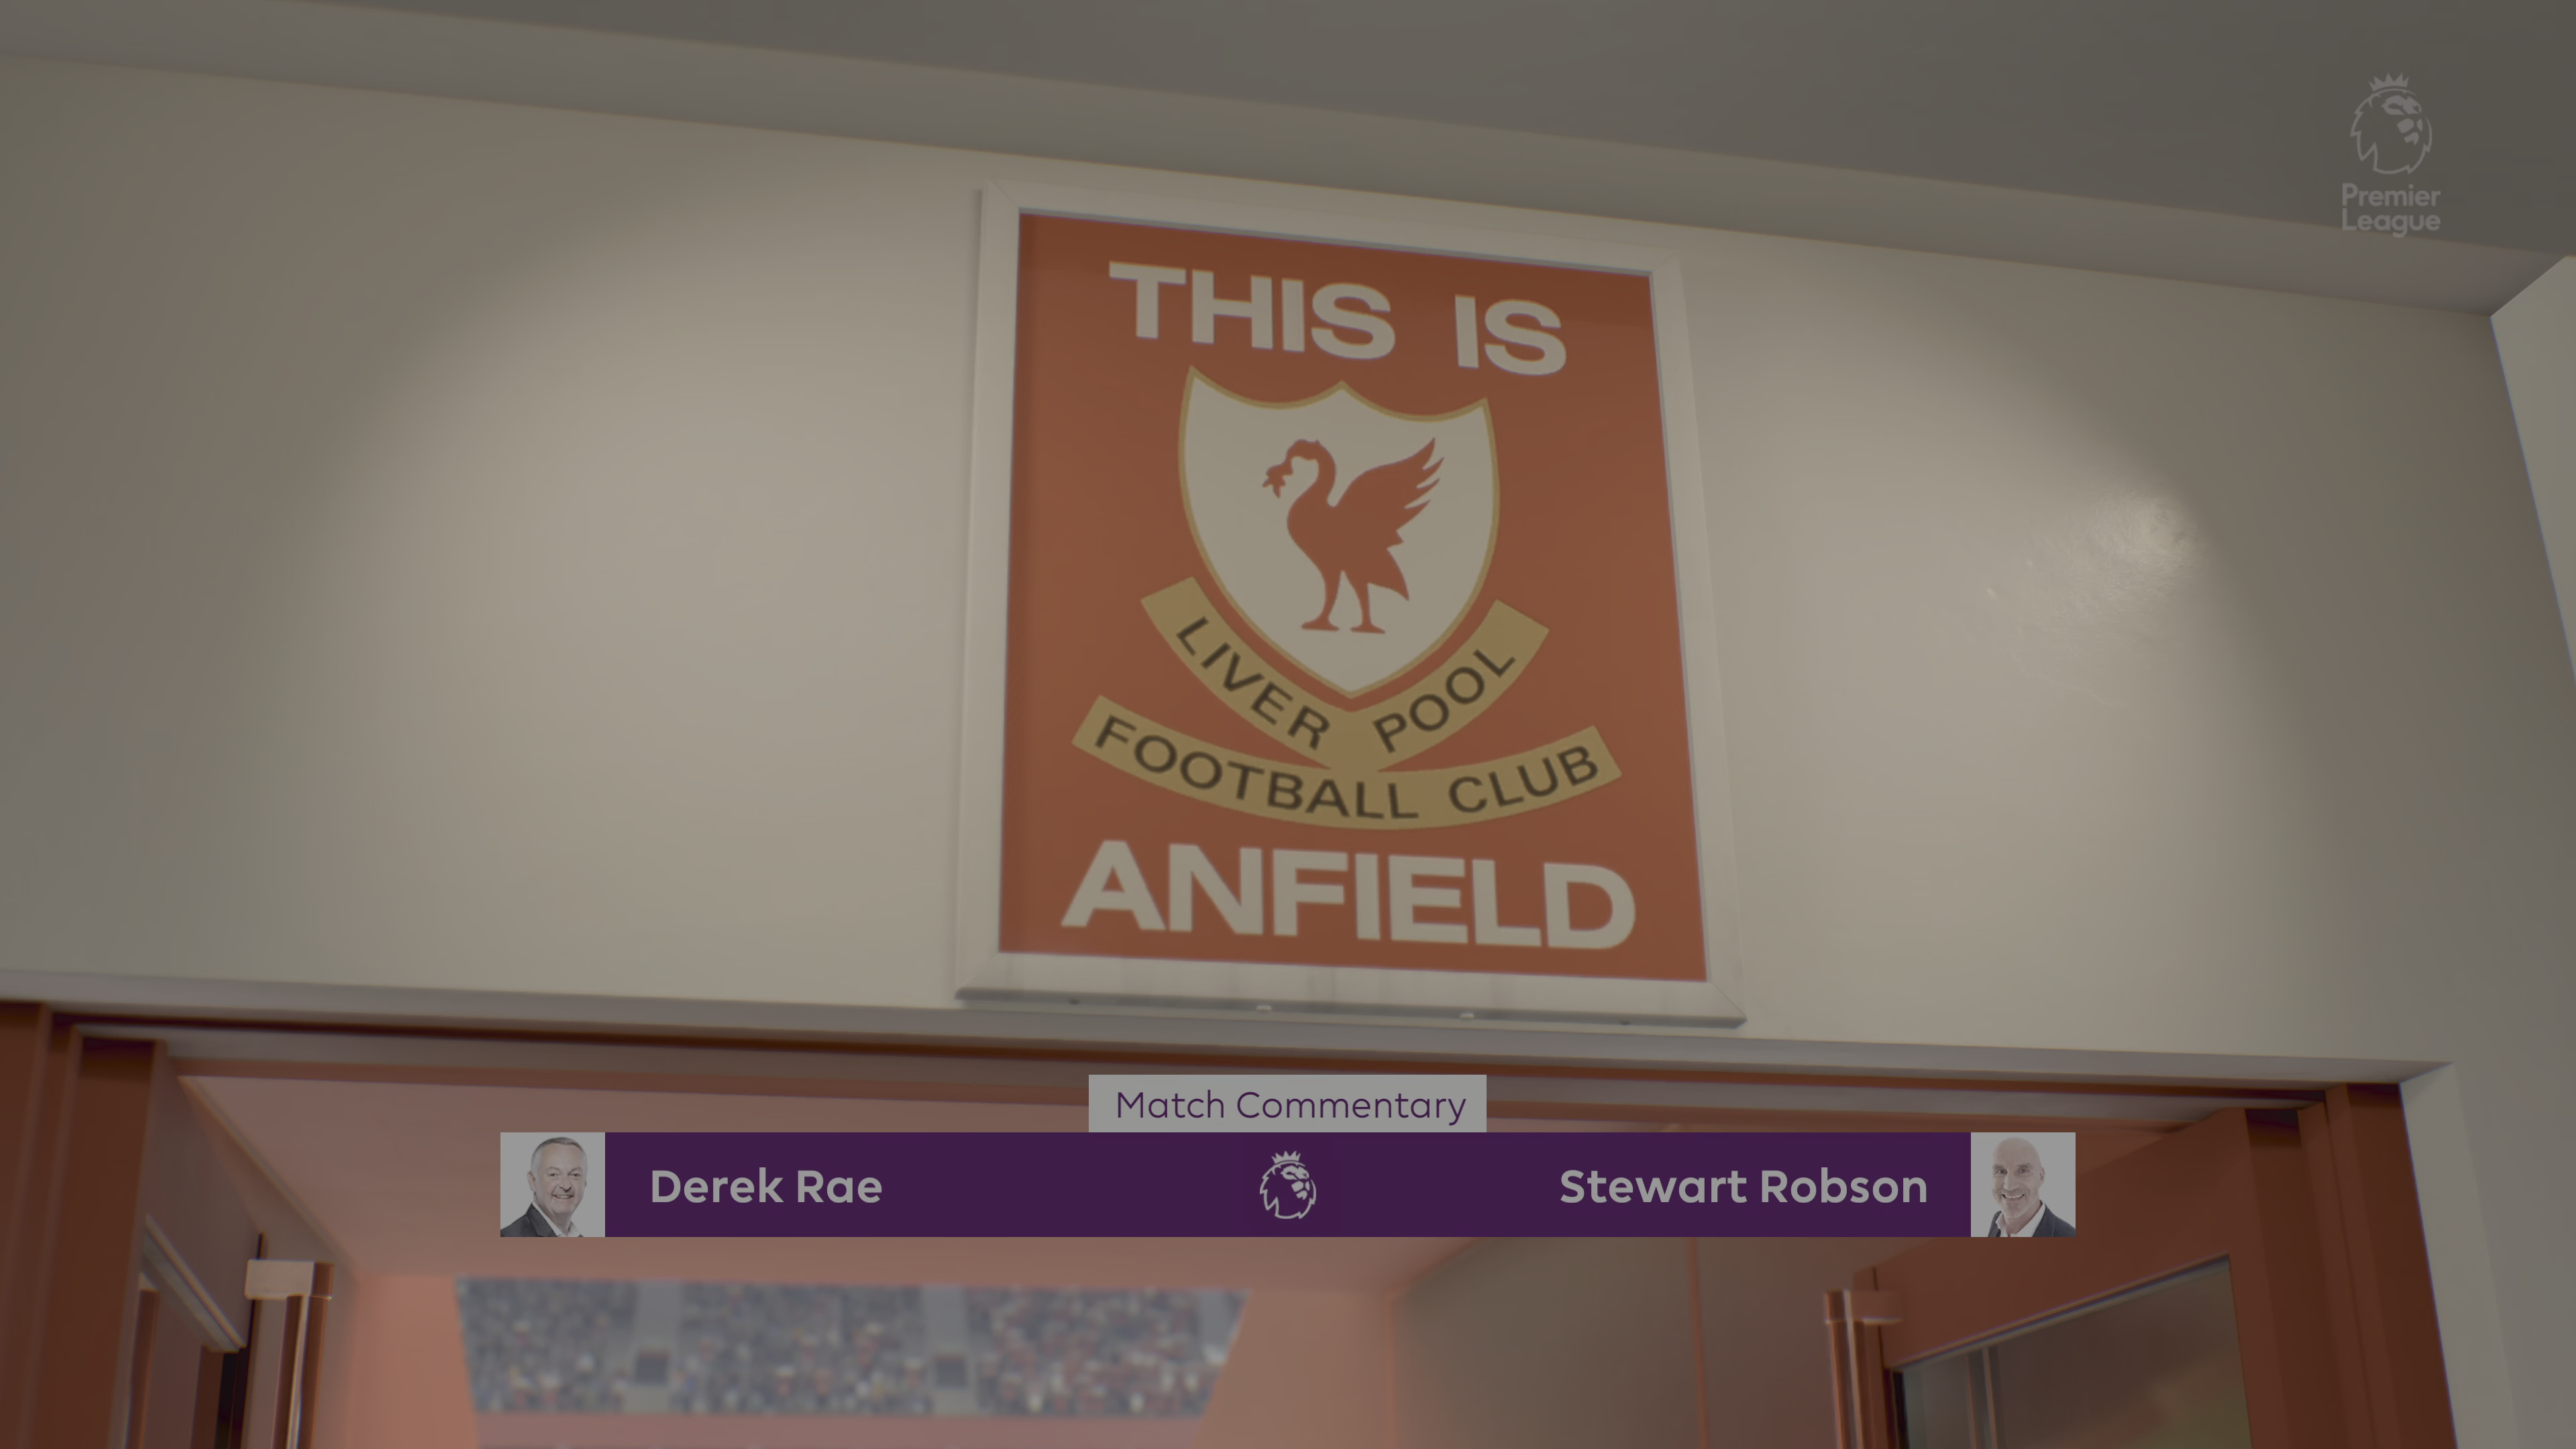 Premier
League
THIS IS
LIVER POOL
FOOTBALL CLUB
ANFIELD
Match Commentary
Derek Rae
Stewart Robson